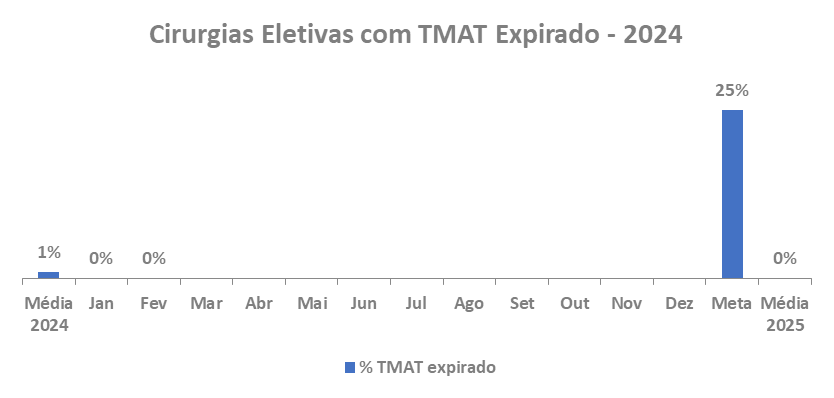 Cirurgias Eletivas com TMAT Expirado - 2024
25%
1%
0%
0%
0%
Média Jan Fev Mar Abr Mai Jun Jul Ago Set Out Nov Dez Meta Média
2024 2025
% TMAT expirado